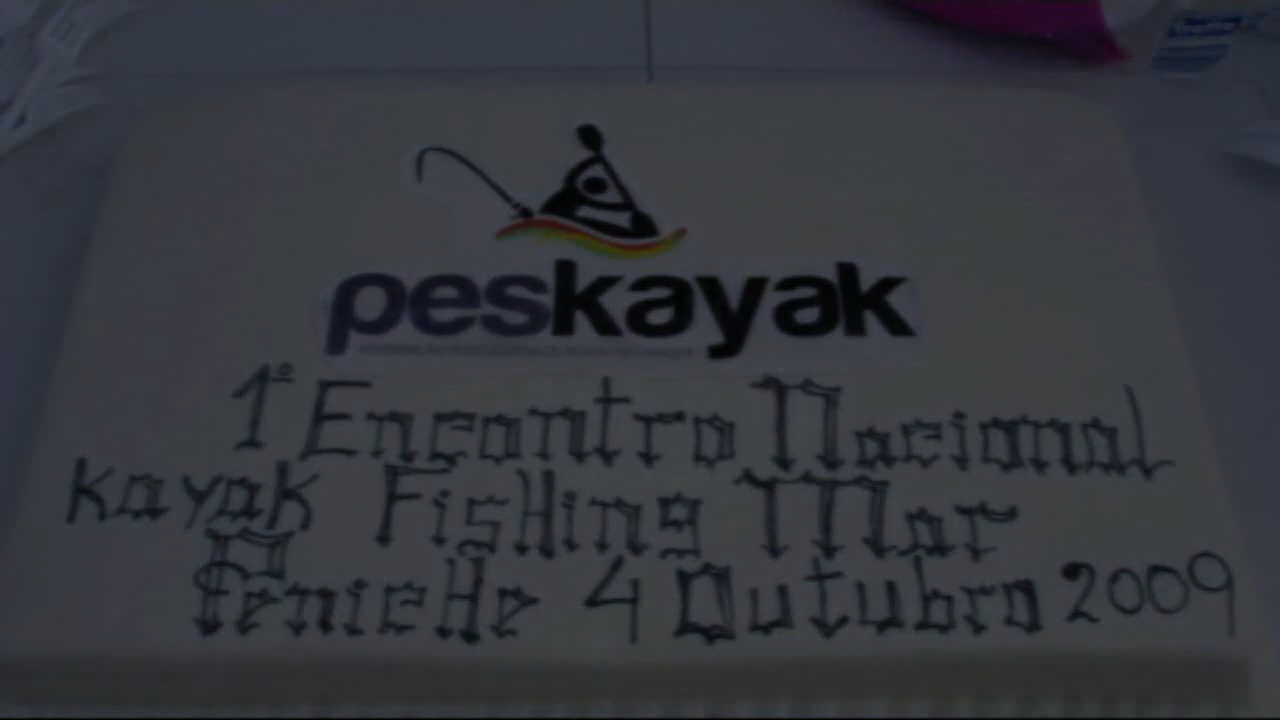 peskayak
1º Encontro Nacional
Kayak Fishing Mar
Peniche 4 Outubro 2009